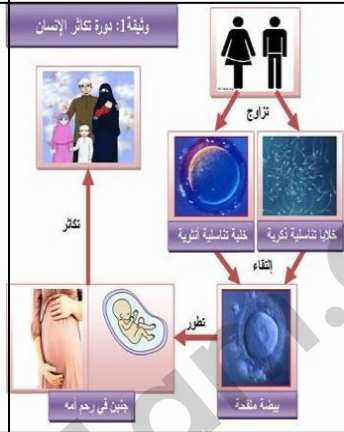 وثيقة1: دورة تكاثر الإنسان
تزاوج
خلايا تناسلية ذكرية
خلية تناسلية أنثوية
إلتقاء
بيضة ملقحة
تطور
جنين في رحم أمه
تكاثر